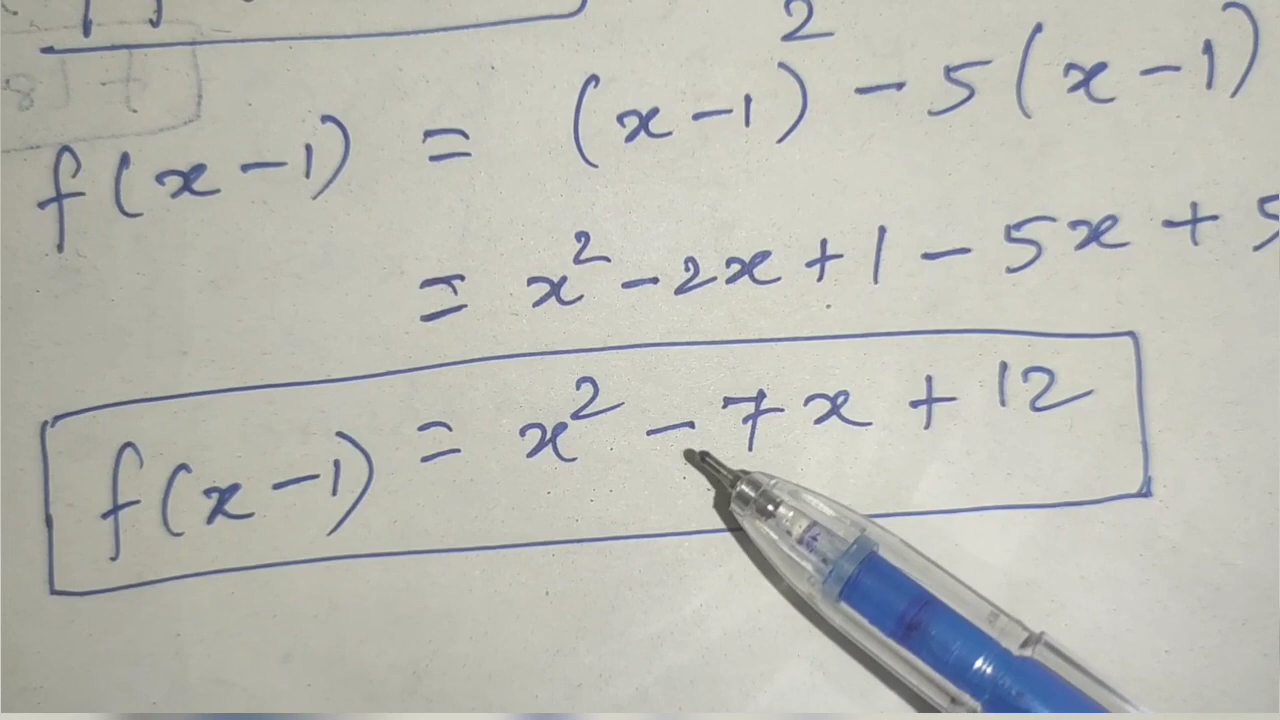 f(x-1) = (x-1)² - 5(x-1)
= x² - 2x + 1 - 5x + 5
f(x-1) = x² - 7x + 12